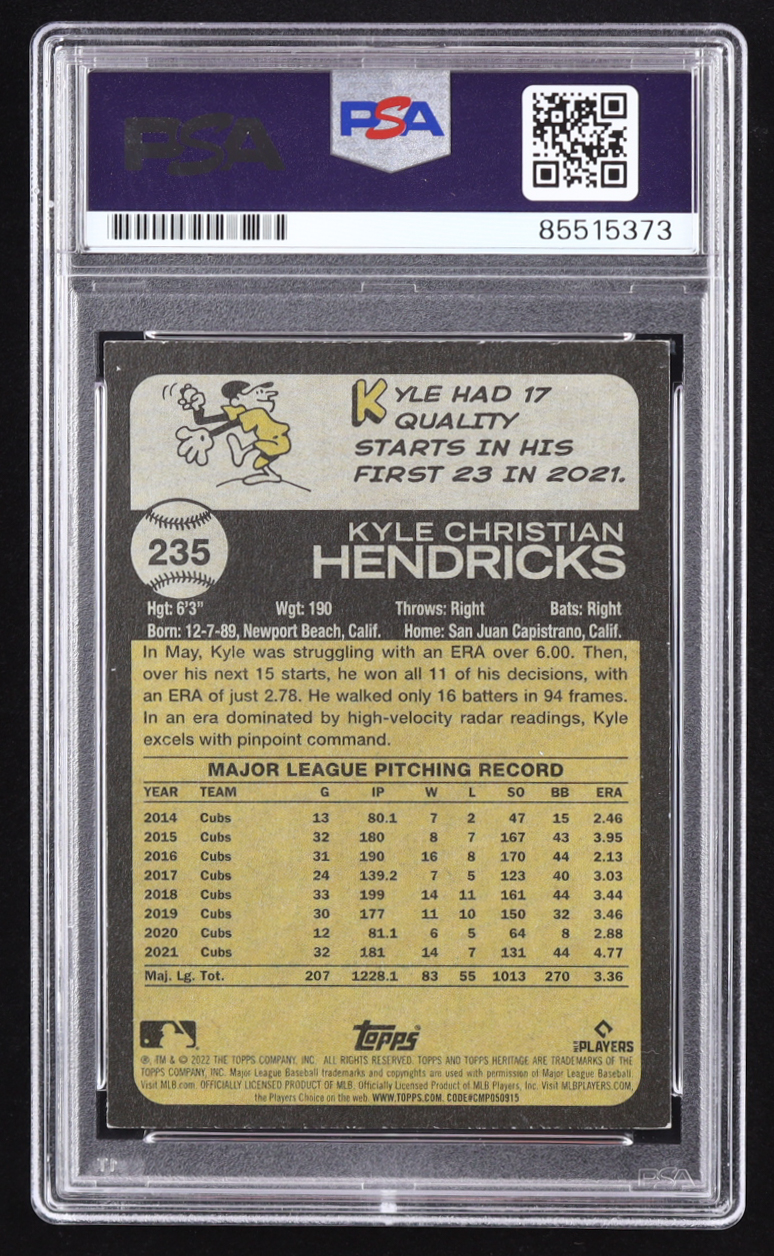 PSA
PSA
85515373
KYLE HAD 17
QUALITY
STARTS IN HIS
FIRST 23 IN 2021.
235
KYLE CHRISTIAN
HENDRICKS
Hgt: 6'3" Wgt: 190 Throws: Right Bats: Right
Born: 12-7-89, Newport Beach, Calif. Home: San Juan Capistrano, Calif.
In May, Kyle was struggling with an ERA over 6.00. Then,
over his next 15 starts, he won all 11 of his decisions, with
an ERA of just 2.78. He walked only 16 batters in 94 frames.
In an era dominated by high-velocity radar readings, Kyle
excels with pinpoint command.
MAJOR LEAGUE PITCHING RECORD
YEAR TEAM G IP W L SO BB ERA
2014 Cubs 13 80.1 7 2 47 15 2.46
2015 Cubs 32 180 8 7 167 43 3.95
2016 Cubs 31 190 16 8 170 44 2.13
2017 Cubs 24 139.2 7 5 123 40 3.03
2018 Cubs 33 199 14 11 161 44 3.44
2019 Cubs 30 177 11 10 150 32 3.46
2020 Cubs 12 81.1 6 5 64 8 2.88
2021 Cubs 32 181 14 7 131 44 4.77
Maj. Lg. Tot. 207 1228.1 83 55 1013 270 3.36
Topps
MLB PLAYERS
®, TM & © 2022 THE TOPPS COMPANY, INC. ALL RIGHTS RESERVED. TOPPS AND TOPPS HERITAGE ARE TRADEMARKS OF THE
TOPPS COMPANY, INC. Major League Baseball trademarks and copyrights are used with permission of Major League Baseball.
Visit MLB.com. OFFICIALLY LICENSED PRODUCT OF MLB. Officially Licensed Product of MLB Players, Inc. Visit MLBPLAYERS.COM,
the Players Choice on the web. WWW.TOPPS.COM. CODE#CMP050915
PSA